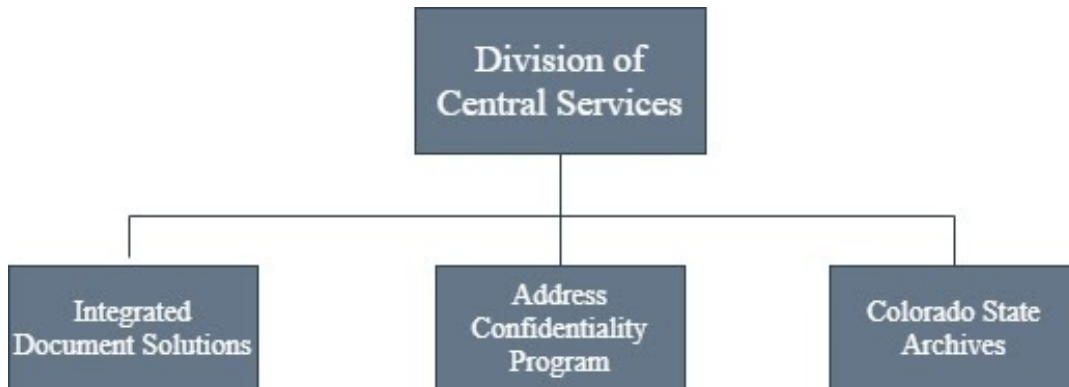 Division of
Central Services
Integrated
Document Solutions
Address
Confidentiality
Program
Colorado State
Archives